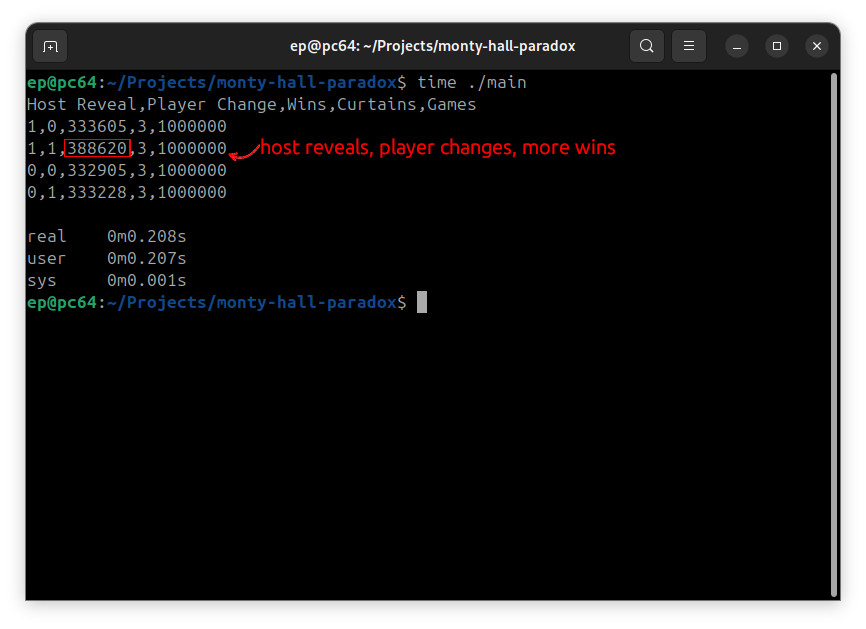 ep@pc64: ~/Projects/monty-hall-paradox
ep@pc64:~/Projects/monty-hall-paradox$ time ./main
Host Reveal,Player Change,Wins,Curtains,Games
1,0,333605,3,1000000
1,1,388620,3,1000000 host reveals, player changes, more wins
0,0,332905,3,1000000
0,1,333228,3,1000000
real 0m0.208s
user 0m0.207s
sys 0m0.001s
ep@pc64:~/Projects/monty-hall-paradox$